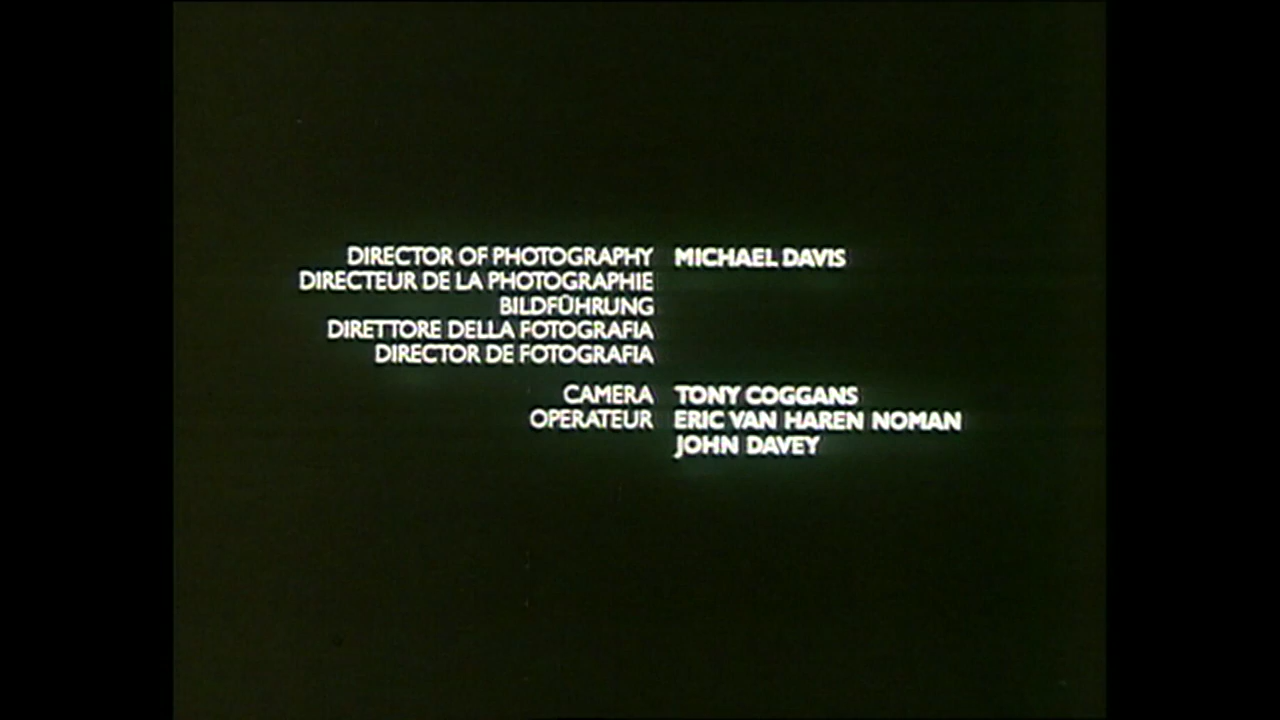 DIRECTOR OF PHOTOGRAPHY MICHAEL DAVIS
DIRECTEUR DE LA PHOTOGRAPHIE
BILDFÜHRUNG
DIRETTORE DELLA FOTOGRAFIA
DIRECTOR DE FOTOGRAFIA
CAMERA TONY COGGANS
OPERATEUR ERIC VAN HAREN NOMAN
JOHN DAVEY